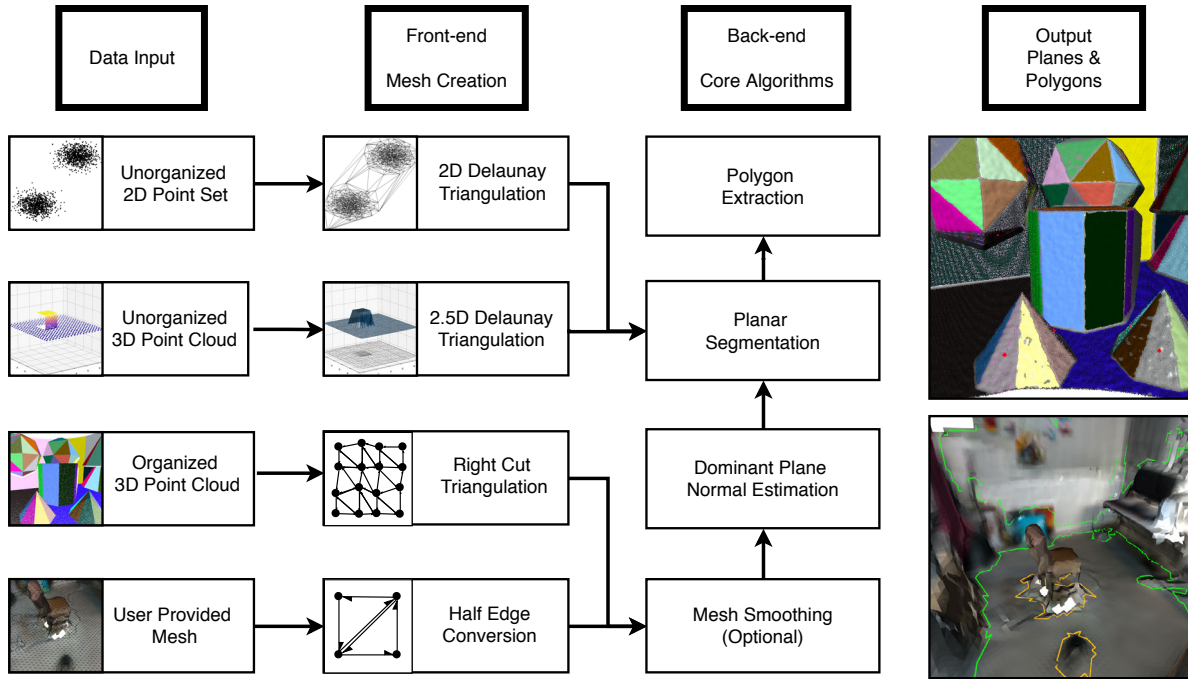 Data Input
Front-end
Mesh Creation
Back-end
Core Algorithms
Output
Planes &
Polygons
Unorganized
2D Point Set
2D Delaunay
Triangulation
Polygon
Extraction
Unorganized
3D Point Cloud
2.5D Delaunay
Triangulation
Planar
Segmentation
Organized
3D Point Cloud
Right Cut
Triangulation
Dominant Plane
Normal Estimation
User Provided
Mesh
Half Edge
Conversion
Mesh Smoothing
(Optional)